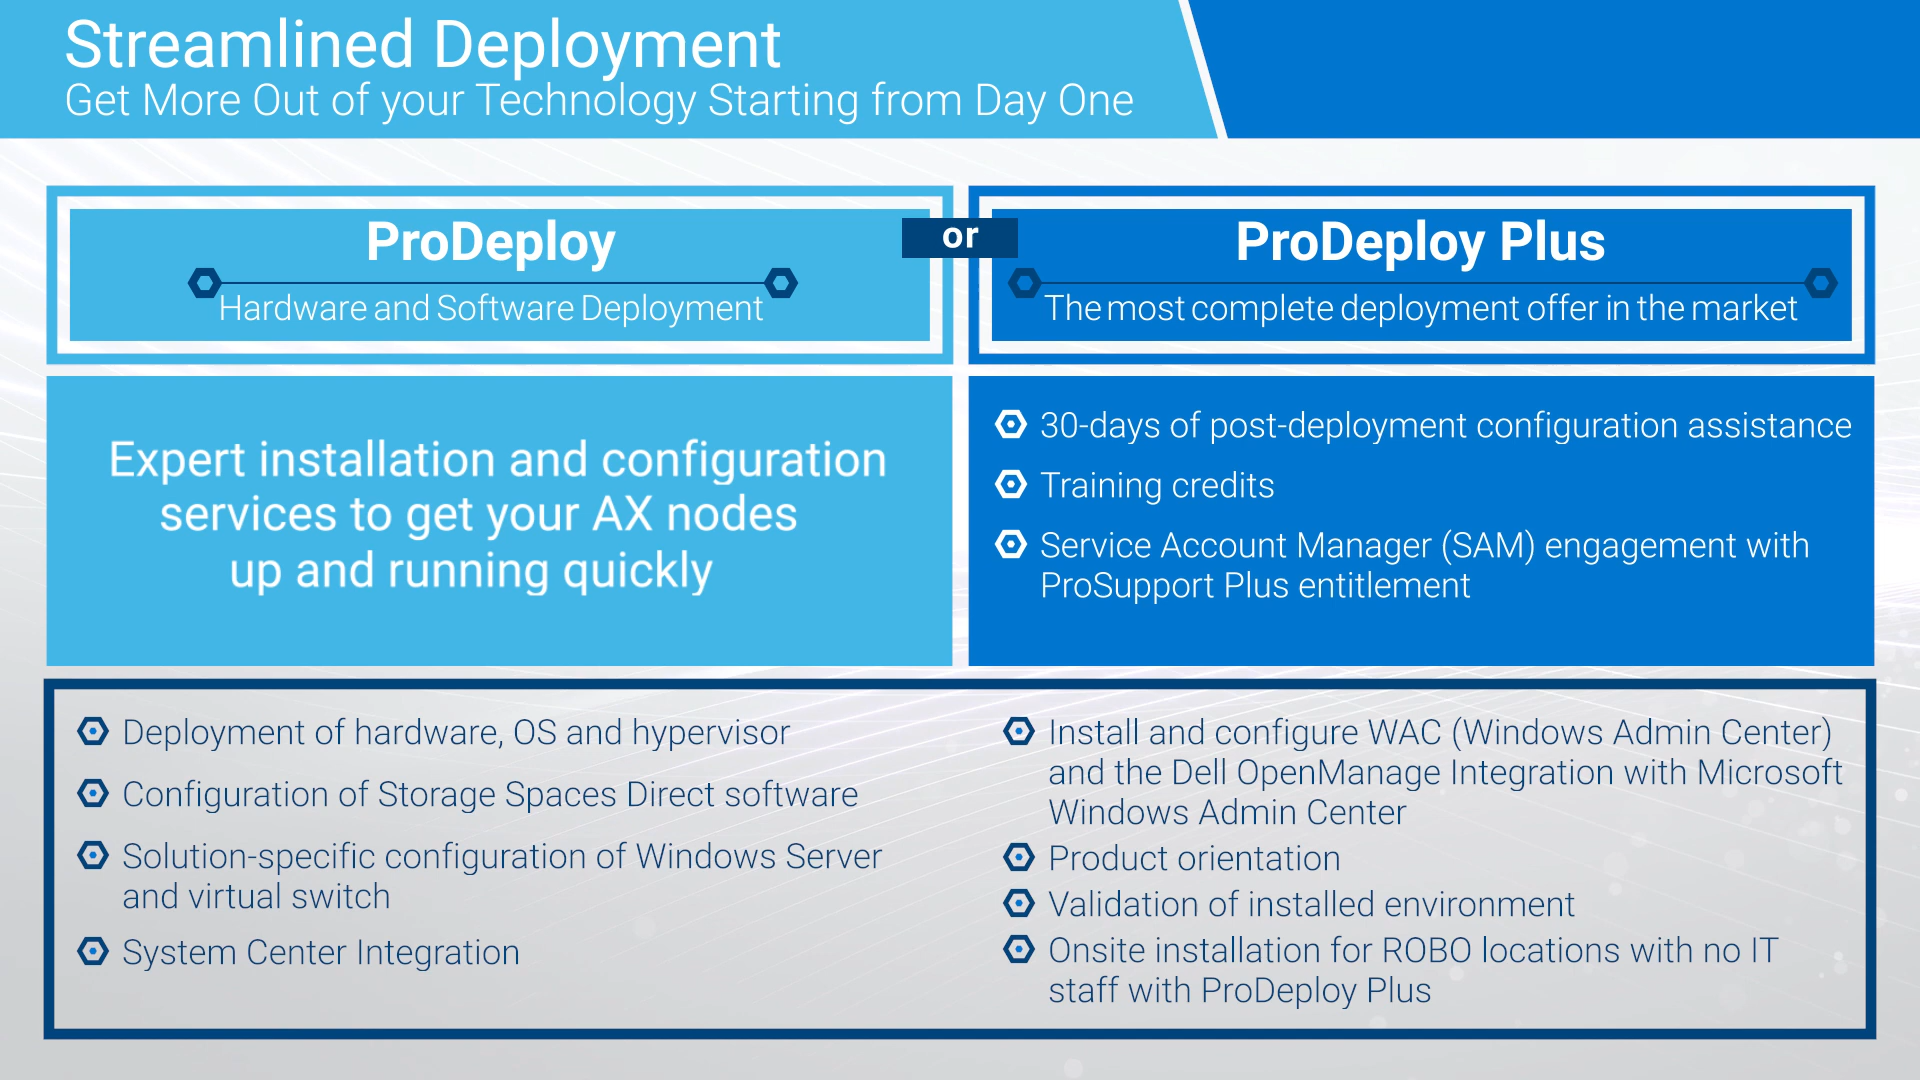 Streamlined Deployment
Get More Out of your Technology Starting from Day One
ProDeploy
Hardware and Software Deployment
or
ProDeploy Plus
The most complete deployment offer in the market
Expert installation and configuration
services to get your AX nodes
up and running quickly
30-days of post-deployment configuration assistance
Training credits
Service Account Manager (SAM) engagement with
ProSupport Plus entitlement
Deployment of hardware, OS and hypervisor
Configuration of Storage Spaces Direct software
Solution-specific configuration of Windows Server
and virtual switch
System Center Integration
Install and configure WAC (Windows Admin Center)
and the Dell OpenManage Integration with Microsoft
Windows Admin Center
Product orientation
Validation of installed environment
Onsite installation for ROBO locations with no IT
staff with ProDeploy Plus